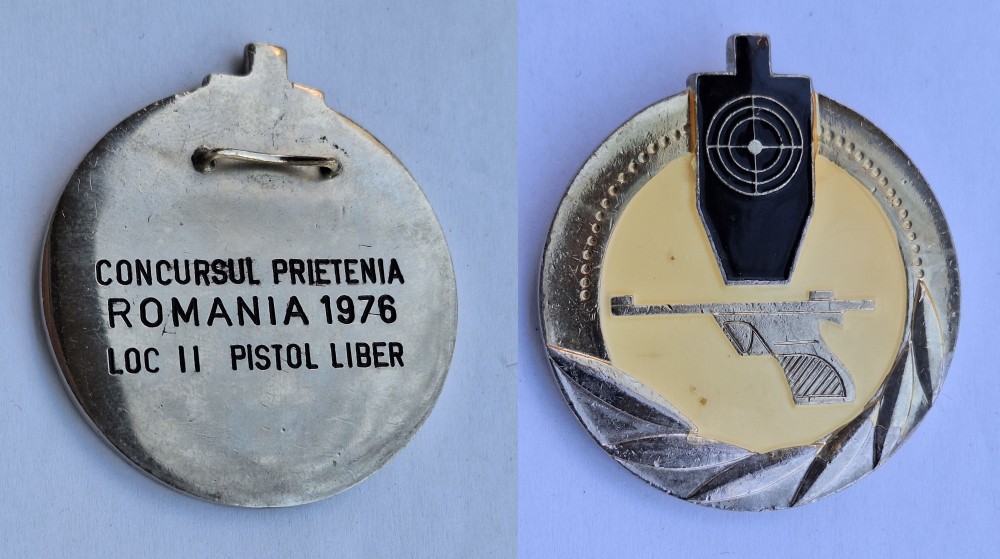 CONCURSUL PRIETENIA
ROMANIA 1976
LOC II PISTOL LIBER